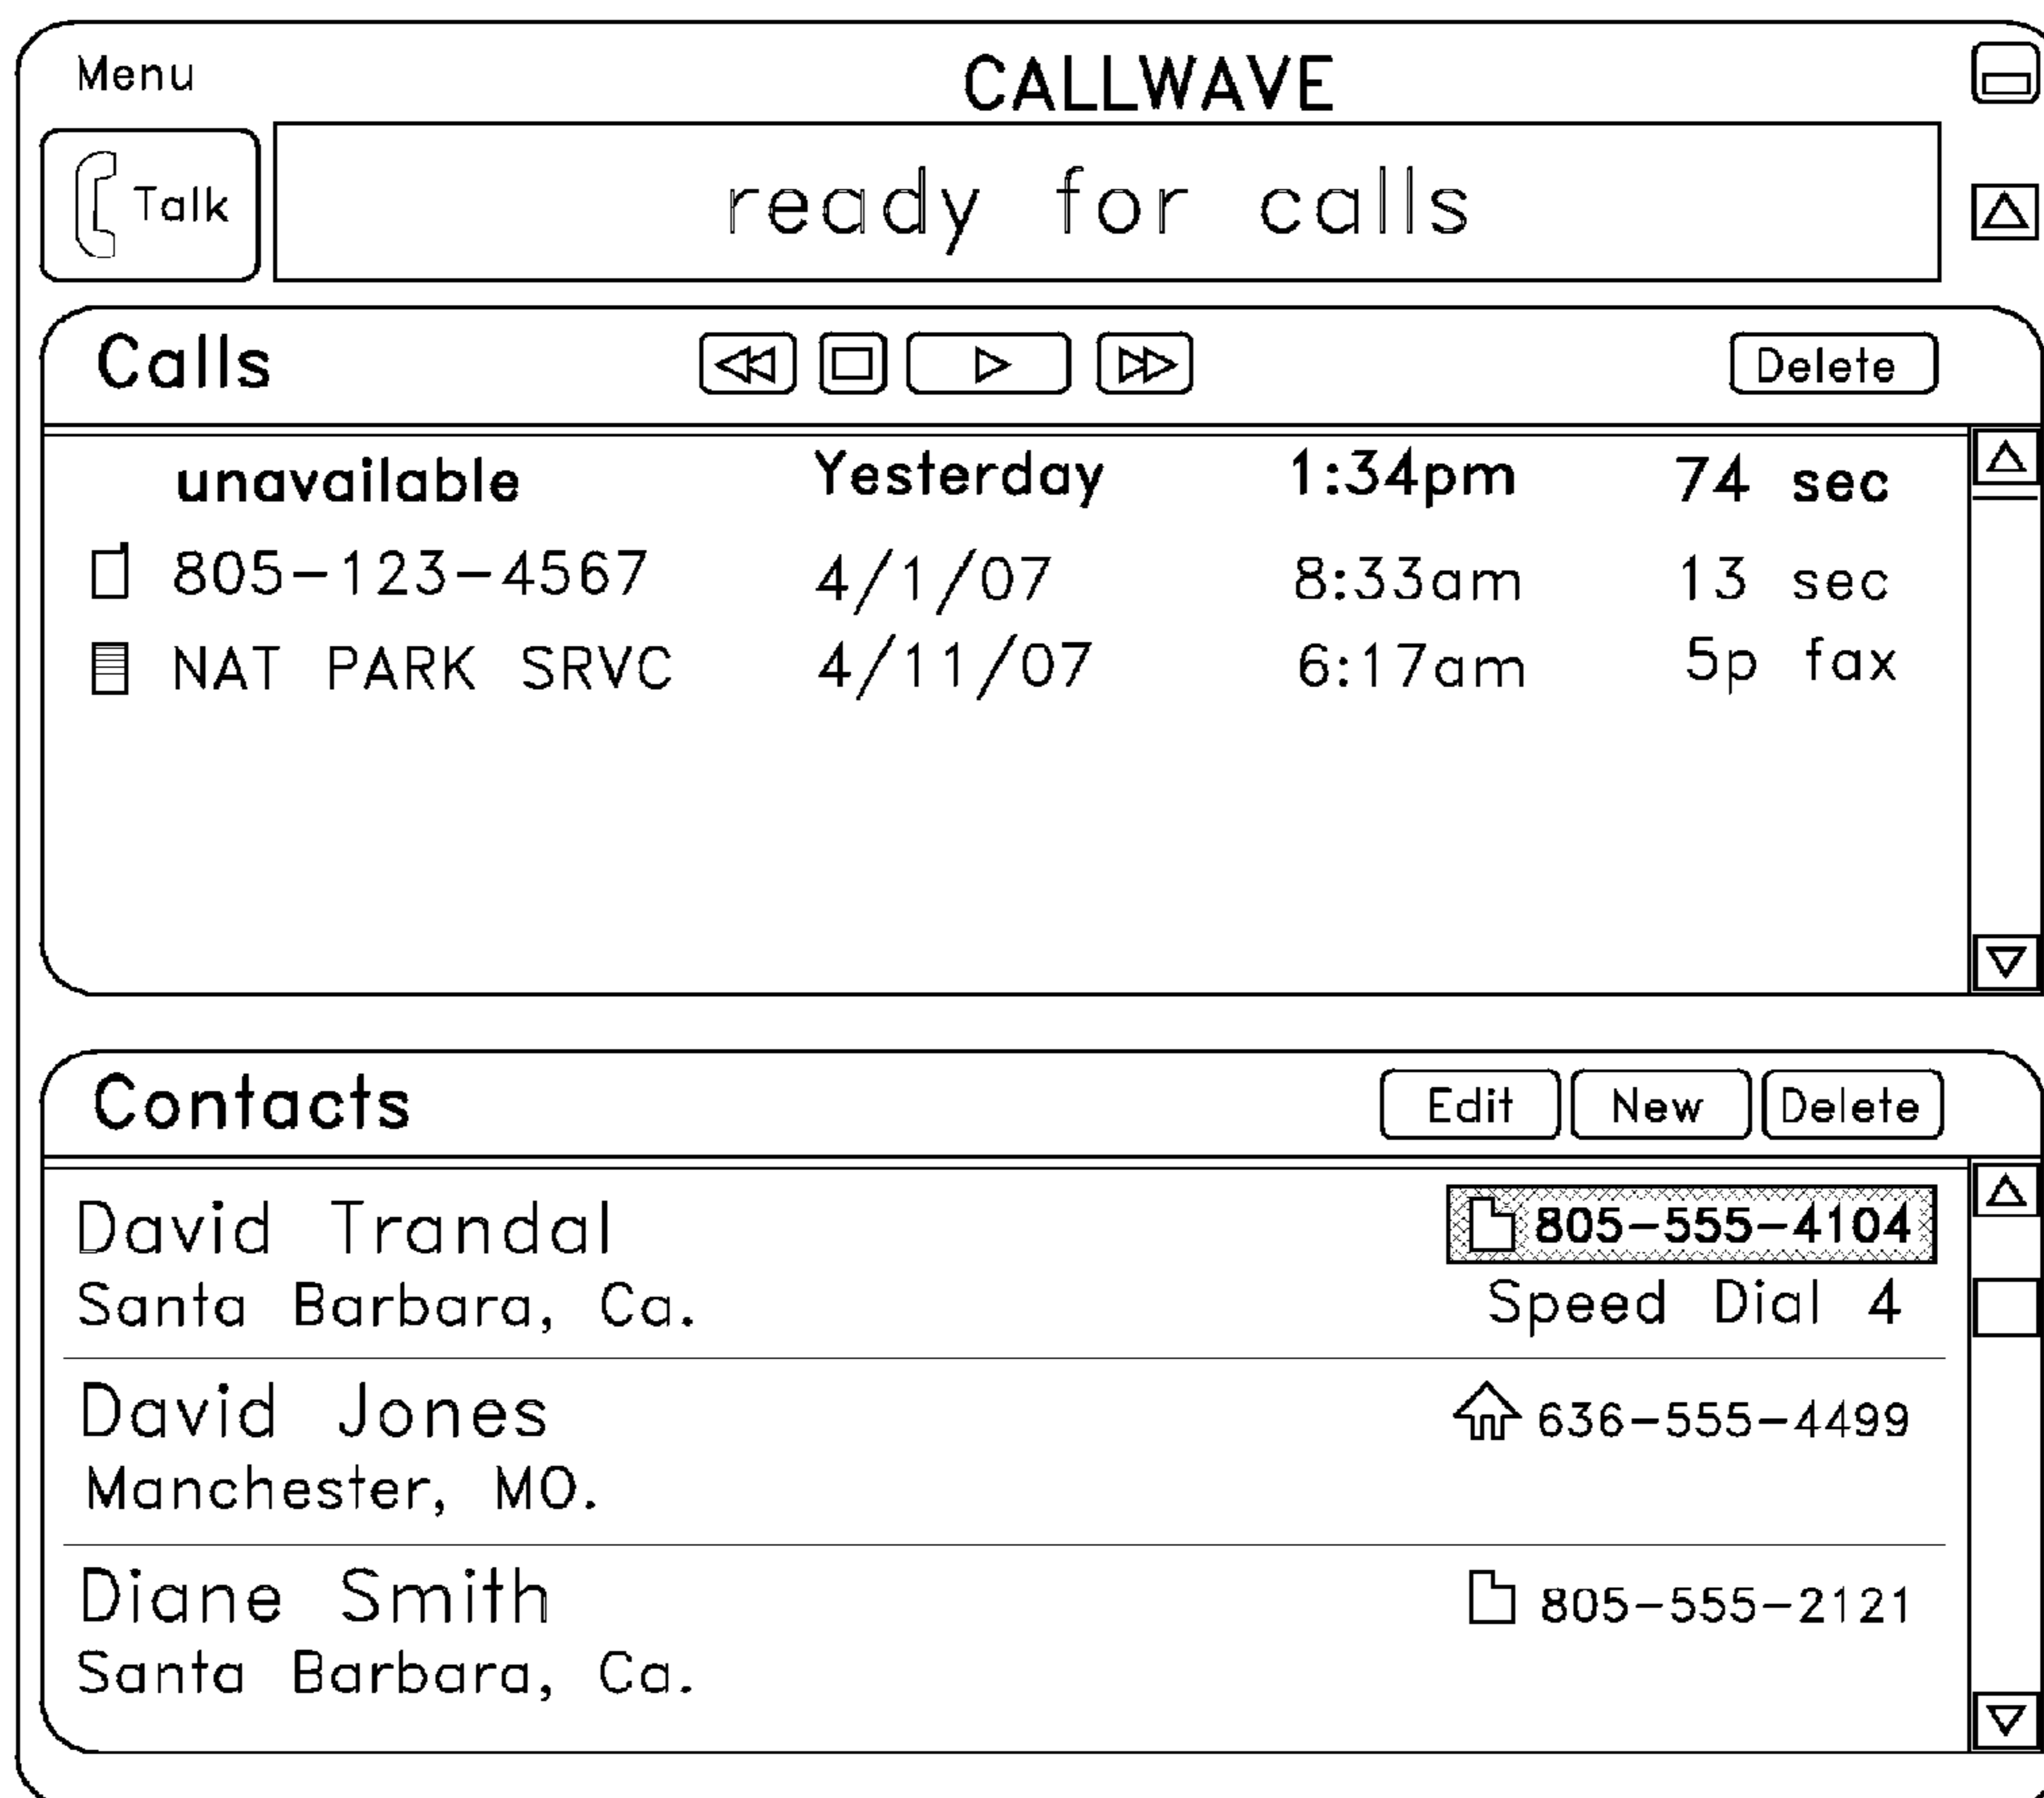 Menu CALLWAVE
Talk ready for calls
Calls Delete
unavailable Yesterday 1:34pm 74 sec
805-123-4567 4/1/07 8:33am 13 sec
NAT PARK SRVC 4/11/07 6:17am 5p fax
Contacts Edit New Delete
David Trandal 805-555-4104
Santa Barbara, Ca. Speed Dial 4
David Jones 636-555-4499
Manchester, MO.
Diane Smith 805-555-2121
Santa Barbara, Ca.